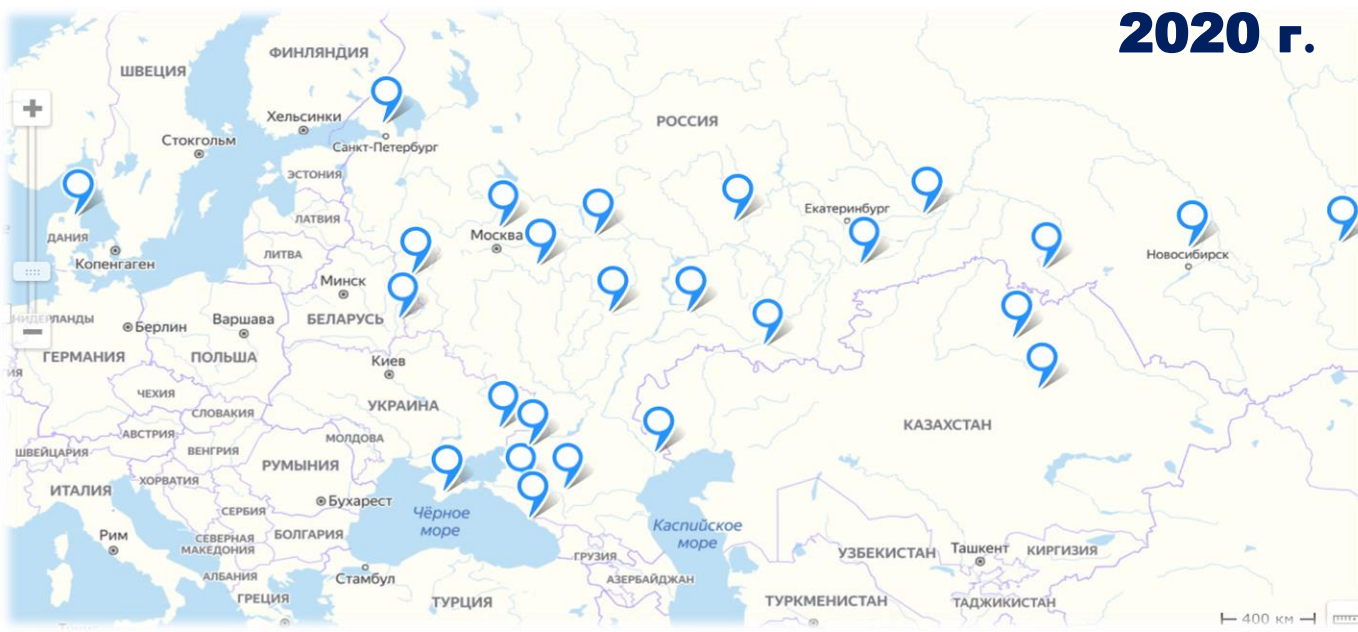 2020 г.
ФИНЛЯНДИЯ
ШВЕЦИЯ
Хельсинки
РОССИЯ
Стокгольм
Санкт-Петербург
ЭСТОНИЯ
ЛАТВИЯ
Екатеринбург
ДАНИЯ
Москва
ЛИТВА
Копенгаген
Новосибирск
Минск
Берлин
Варшава
БЕЛАРУСЬ
ГЕРМАНИЯ
ПОЛЬША
Киев
ЧЕХИЯ
УКРАИНА
СЛОВАКИЯ
КАЗАХСТАН
АВСТРИЯ
МОЛДОВА
ШВЕЙЦАРИЯ
ВЕНГРИЯ
РУМЫНИЯ
ХОРВАТИЯ
ИТАЛИЯ
Бухарест
СЕРБИЯ
Чёрное
море
Каспийское
море
Рим
СЕВЕРНАЯ
МАКЕДОНИЯ
БОЛГАРИЯ
ГРУЗИЯ
УЗБЕКИСТАН
Ташкент
КИРГИЗИЯ
АЛБАНИЯ
Стамбул
АЗЕРБАЙДЖАН
ГРЕЦИЯ
ТУРЦИЯ
ТУРКМЕНИСТАН
ТАДЖИКИСТАН
400 км